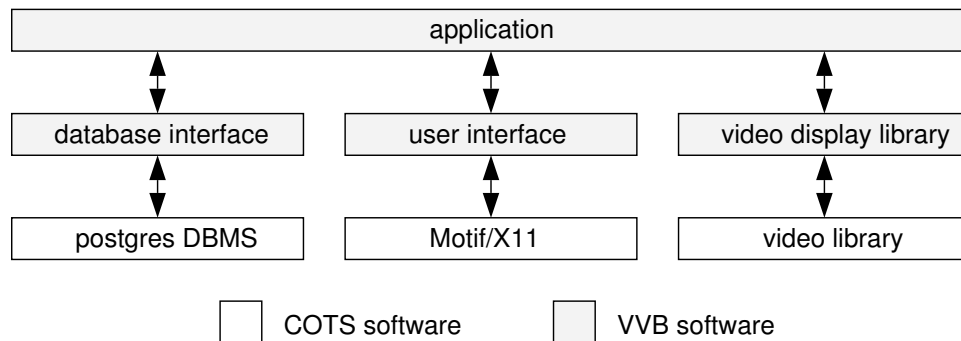 application
database interface
user interface
video display library
postgres DBMS
Motif/X11
video library
COTS software
VVB software